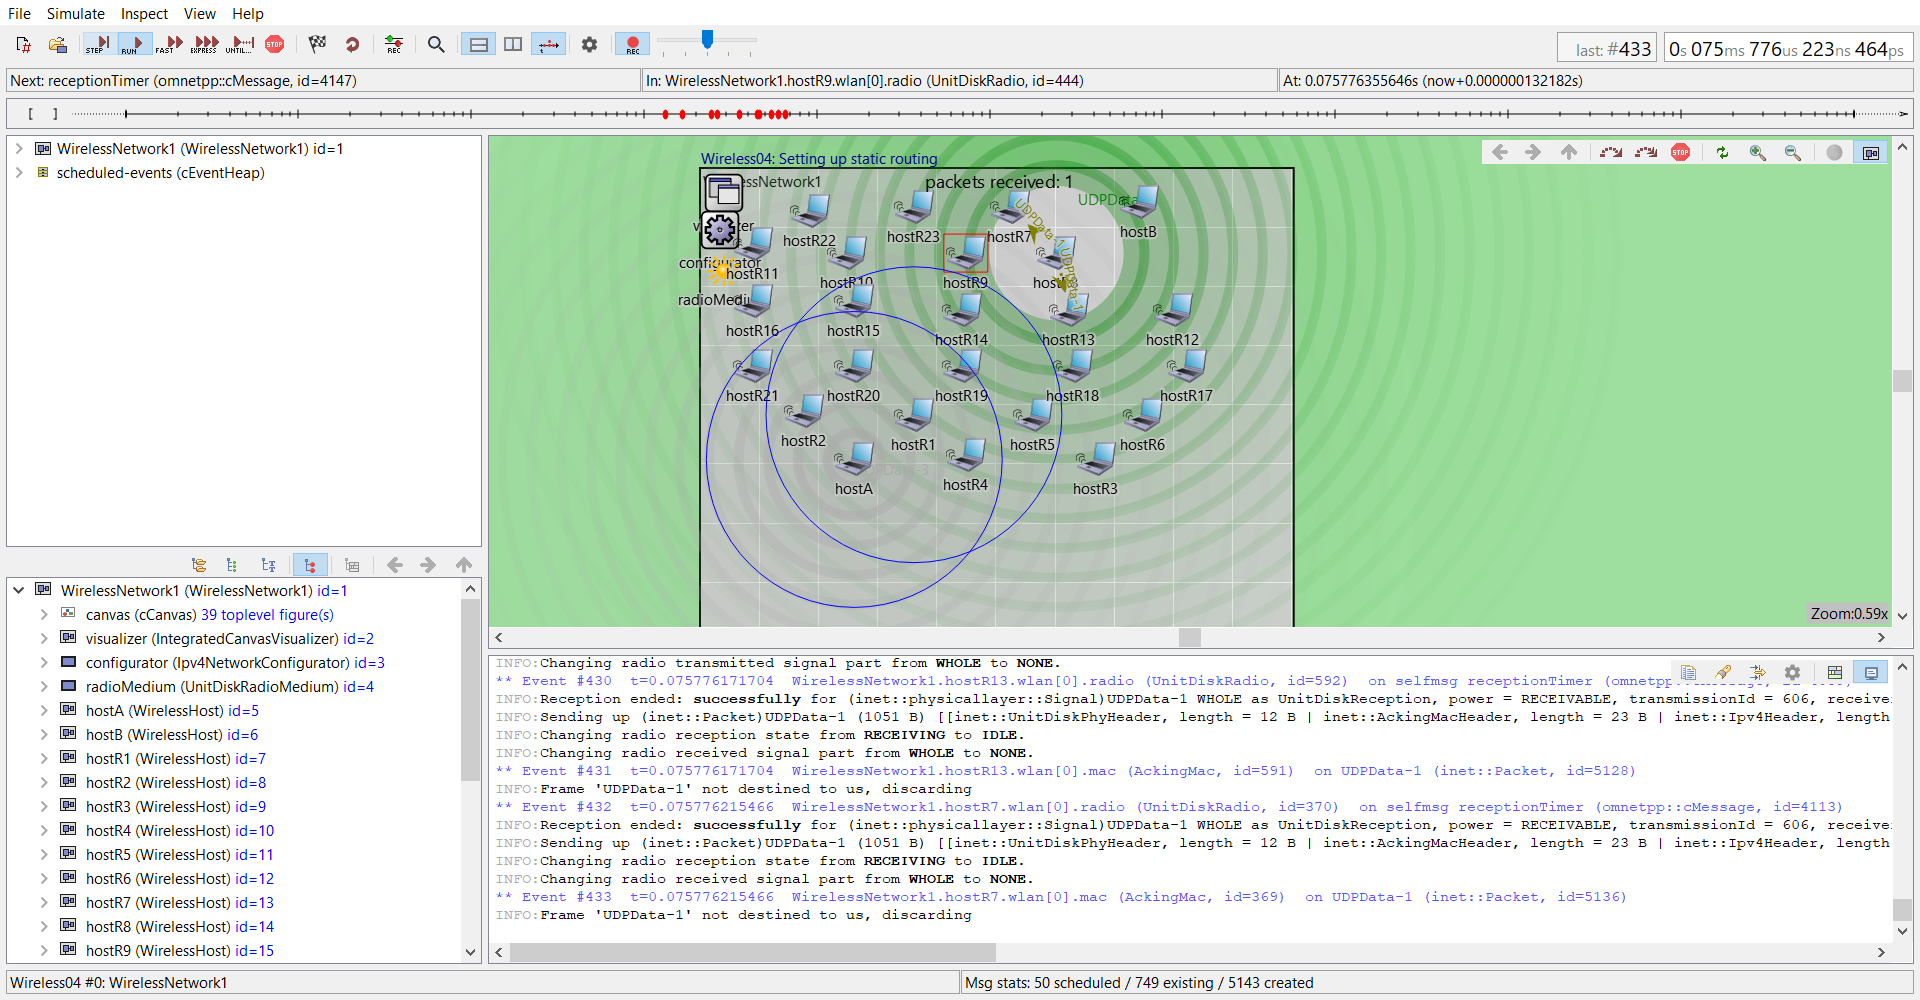 File Simulate Inspect View Help
STEP RUN FAST EXPRESS UNTIL... STOP REC REC
last: #433 0s 075ms 776us 223ns 464ps
Next: receptionTimer (omnetpp::cMessage, id=4147) In: WirelessNetwork1.hostR9.wlan[0].radio (UnitDiskRadio, id=444) At: 0.075776355646s (now+0.000000132182s)
[ ]
WirelessNetwork1 (WirelessNetwork1) id=1
scheduled-events (cEventHeap)
Wireless04: Setting up static routing
STOP
essNetwork1 packets received: 1
UDPData
UDPData-1
UDPData-1
hostR22 hostR23 hostR7 hostB
configurator
hostR11 hostR10 hostR9
radioMedi
hostR16 hostR15 hostR14 hostR13 hostR12
hostR21 hostR20 hostR19 hostR18 hostR17
hostR2 hostR1 hostR5 hostR6
hostA hostR4 hostR3
Zoom:0.59x
WirelessNetwork1 (WirelessNetwork1) id=1
canvas (cCanvas) 39 toplevel figure(s)
visualizer (IntegratedCanvasVisualizer) id=2
configurator (Ipv4NetworkConfigurator) id=3
radioMedium (UnitDiskRadioMedium) id=4
hostA (WirelessHost) id=5
hostB (WirelessHost) id=6
hostR1 (WirelessHost) id=7
hostR2 (WirelessHost) id=8
hostR3 (WirelessHost) id=9
hostR4 (WirelessHost) id=10
hostR5 (WirelessHost) id=11
hostR6 (WirelessHost) id=12
hostR7 (WirelessHost) id=13
hostR8 (WirelessHost) id=14
hostR9 (WirelessHost) id=15
INFO:Changing radio transmitted signal part from WHOLE to NONE.
** Event #430 t=0.075776171704 WirelessNetwork1.hostR13.wlan[0].radio (UnitDiskRadio, id=592) on selfmsg receptionTimer (omnetpp::cMessage,
INFO:Reception ended: successfully for (inet::physicallayer::Signal)UDPData-1 WHOLE as UnitDiskReception, power = RECEIVABLE, transmissionId = 606, receive
INFO:Sending up (inet::Packet)UDPData-1 (1051 B) [[inet::UnitDiskPhyHeader, length = 12 B | inet::AckingMacHeader, length = 23 B | inet::Ipv4Header, length
INFO:Changing radio reception state from RECEIVING to IDLE.
INFO:Changing radio received signal part from WHOLE to NONE.
** Event #431 t=0.075776171704 WirelessNetwork1.hostR13.wlan[0].mac (AckingMac, id=591) on UDPData-1 (inet::Packet, id=5128)
INFO:Frame 'UDPData-1' not destined to us, discarding
** Event #432 t=0.075776215466 WirelessNetwork1.hostR7.wlan[0].radio (UnitDiskRadio, id=370) on selfmsg receptionTimer (omnetpp::cMessage, id=4113)
INFO:Reception ended: successfully for (inet::physicallayer::Signal)UDPData-1 WHOLE as UnitDiskReception, power = RECEIVABLE, transmissionId = 606, receive
INFO:Sending up (inet::Packet)UDPData-1 (1051 B) [[inet::UnitDiskPhyHeader, length = 12 B | inet::AckingMacHeader, length = 23 B | inet::Ipv4Header, length
INFO:Changing radio reception state from RECEIVING to IDLE.
INFO:Changing radio received signal part from WHOLE to NONE.
** Event #433 t=0.075776215466 WirelessNetwork1.hostR7.wlan[0].mac (AckingMac, id=369) on UDPData-1 (inet::Packet, id=5136)
INFO:Frame 'UDPData-1' not destined to us, discarding
Wireless04 #0: WirelessNetwork1 Msg stats: 50 scheduled / 749 existing / 5143 created